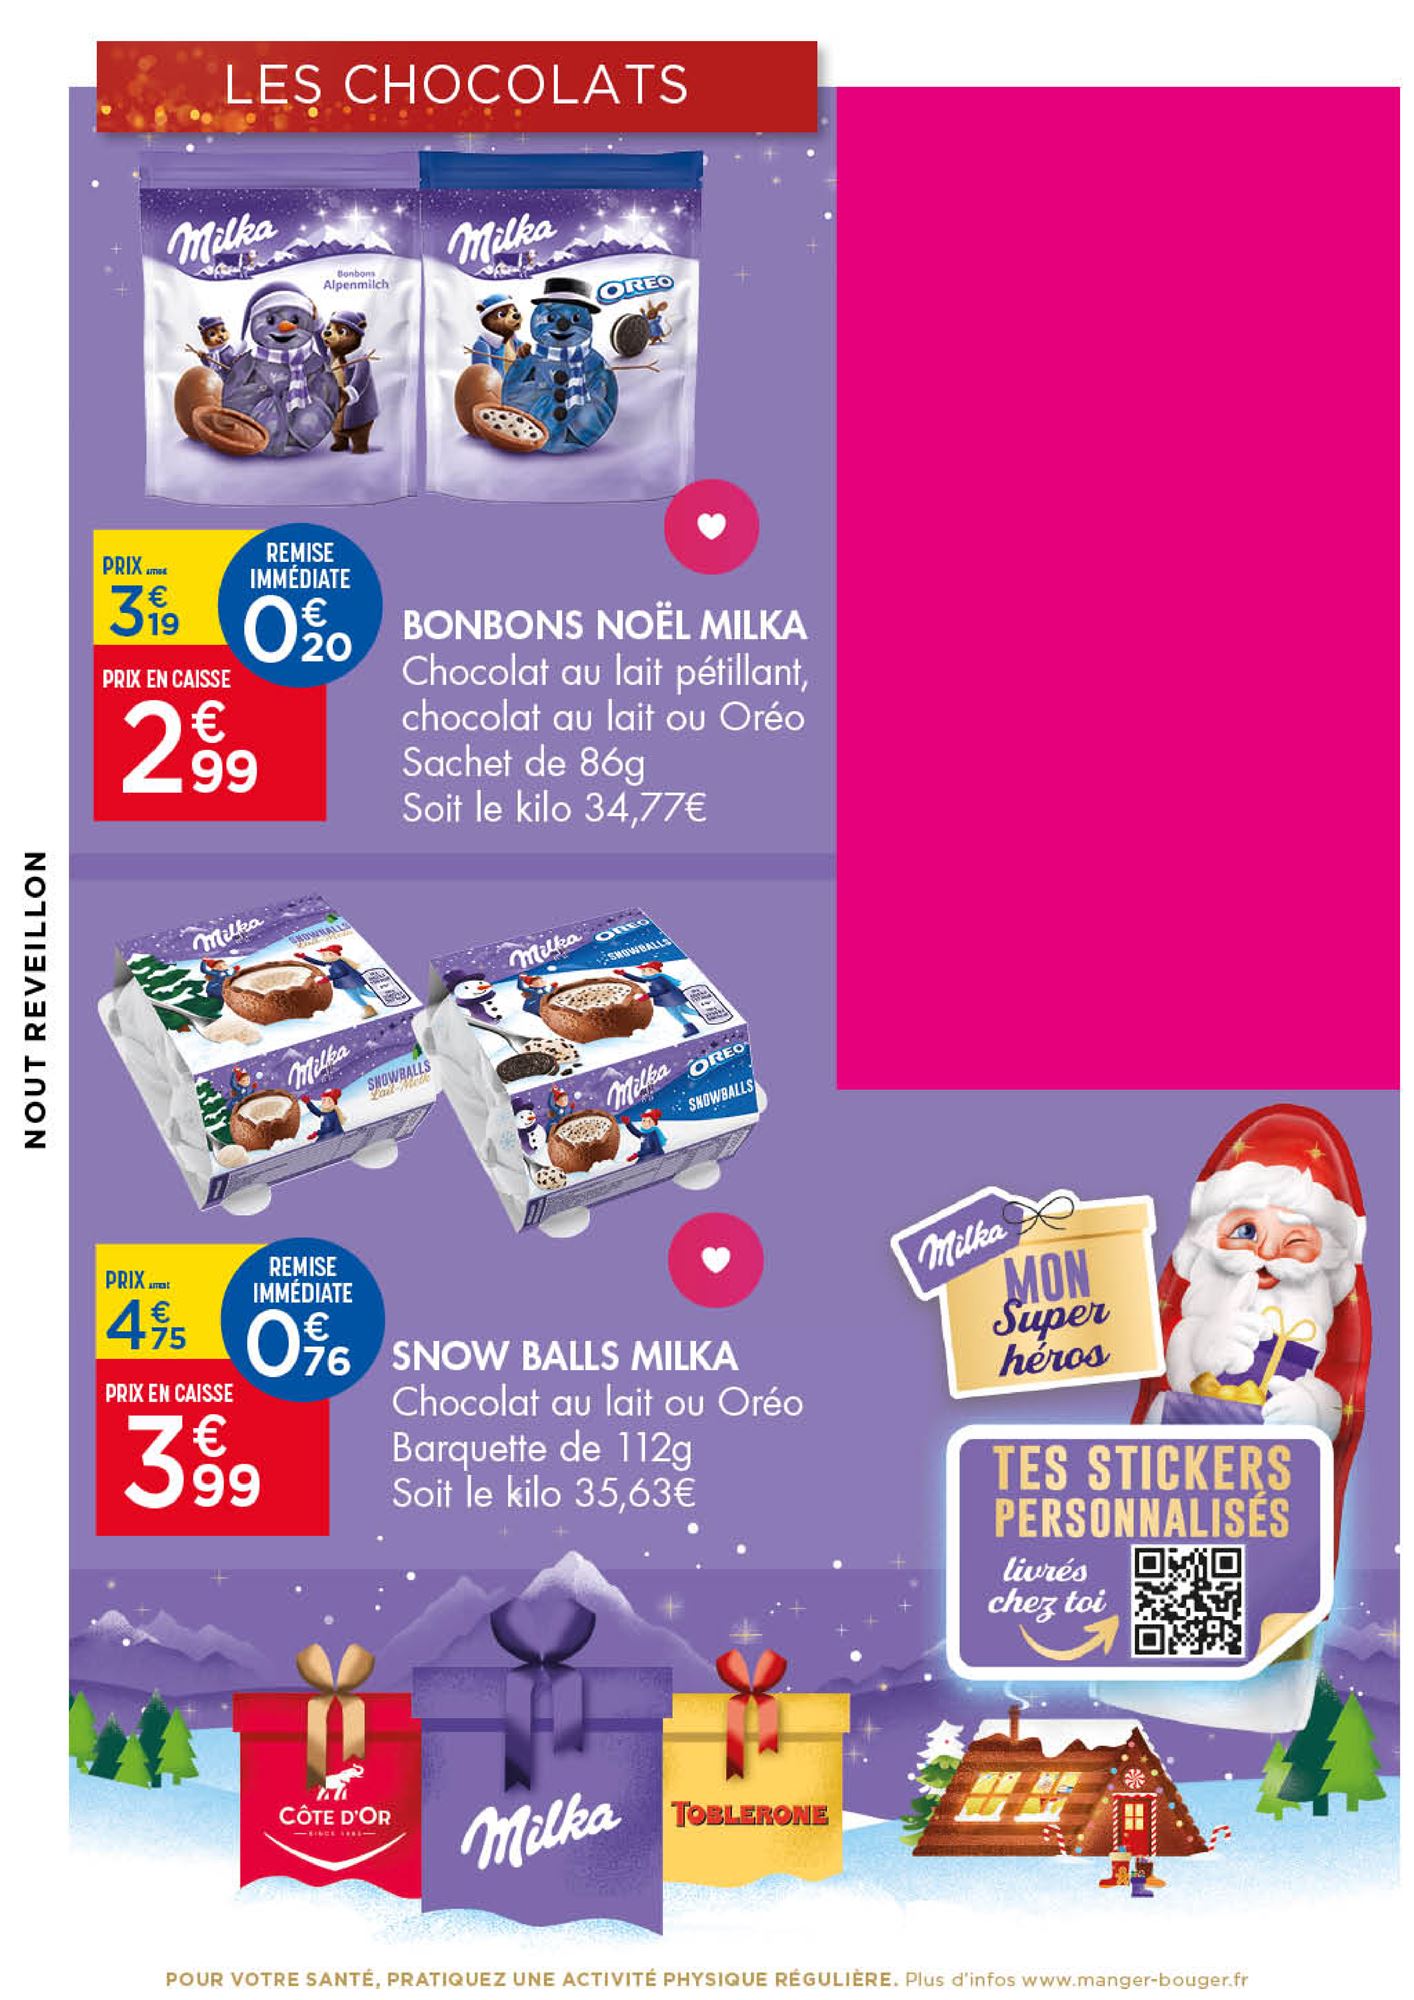 LES CHOCOLATS
Milka
Bonbons
Alpenmilch
Milka
OREO
PRIX
3€19
REMISE
IMMÉDIATE
0€20
PRIX EN CAISSE
2€99
BONBONS NOËL MILKA
Chocolat au lait pétillant,
chocolat au lait ou Oréo
Sachet de 86g
Soit le kilo 34,77€
NOUT REVEILLON
Milka
SNOWBALLS
Milka
SNOWBALLS
Lait-Melk
Milka
OREO
SNOWBALLS
Milka
OREO
SNOWBALLS
PRIX
4€75
REMISE
IMMÉDIATE
0€76
PRIX EN CAISSE
3€99
SNOW BALLS MILKA
Chocolat au lait ou Oréo
Barquette de 112g
Soit le kilo 35,63€
Milka
MON
Super
héros
TES STICKERS
PERSONNALISÉS
livrés
chez toi
CÔTE D'OR
Milka
TOBLERONE
POUR VOTRE SANTÉ, PRATIQUEZ UNE ACTIVITÉ PHYSIQUE RÉGULIÈRE. Plus d'infos www.manger-bouger.fr